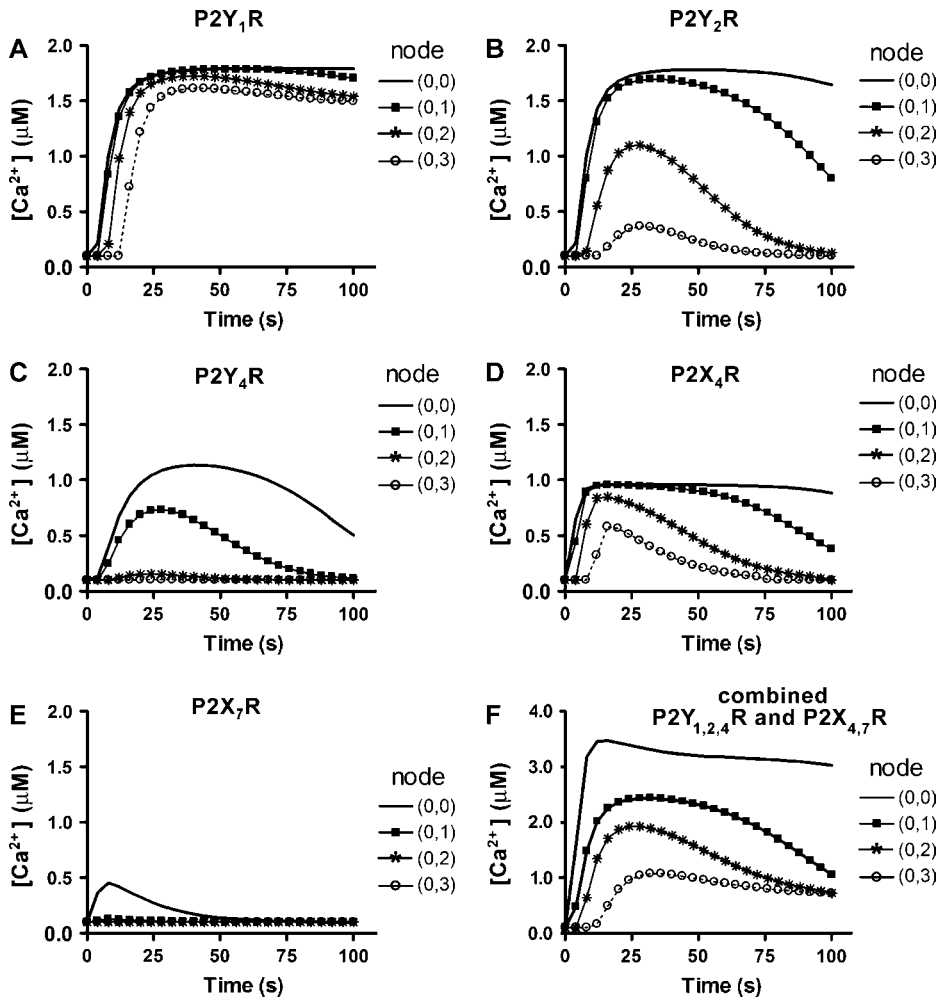 A
P2Y1R
node
[Ca2+] (μM)
2.0
1.5
1.0
0.5
0.0
0 25 50 75 100
Time (s)
(0,0)
(0,1)
(0,2)
(0,3)
B
P2Y2R
node
[Ca2+] (μM)
2.0
1.5
1.0
0.5
0.0
0 25 50 75 100
Time (s)
(0,0)
(0,1)
(0,2)
(0,3)
C
P2Y4R
node
[Ca2+] (μM)
2.0
1.5
1.0
0.5
0.0
0 25 50 75 100
Time (s)
(0,0)
(0,1)
(0,2)
(0,3)
D
P2X4R
node
[Ca2+] (μM)
2.0
1.5
1.0
0.5
0.0
0 25 50 75 100
Time (s)
(0,0)
(0,1)
(0,2)
(0,3)
E
P2X7R
node
[Ca2+] (μM)
2.0
1.5
1.0
0.5
0.0
0 25 50 75 100
Time (s)
(0,0)
(0,1)
(0,2)
(0,3)
F
combined
P2Y1,2,4R and P2X4,7R
node
[Ca2+] (μM)
4.0
3.0
2.0
1.0
0.0
0 25 50 75 100
Time (s)
(0,0)
(0,1)
(0,2)
(0,3)